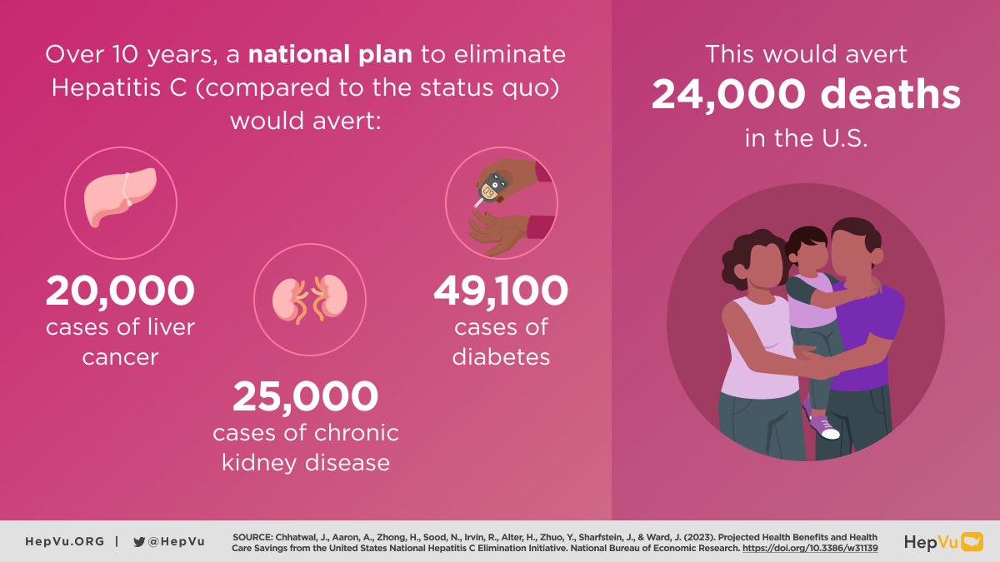 Over 10 years, a national plan to eliminate
Hepatitis C (compared to the status quo)
would avert:
20,000
cases of liver
cancer
25,000
cases of chronic
kidney disease
09
49,100
cases of
diabetes
This would avert
24,000 deaths
in the U.S.
HepVu.ORG | @HepVu
SOURCE: Chhatwal, J., Aaron, A., Zhong, H., Sood, N., Irvin, R., Alter, H., Zhuo, Y., Sharfstein, J., & Ward, J. (2023). Projected Health Benefits and Health
Care Savings from the United States National Hepatitis C Elimination Initiative. National Bureau of Economic Research. https://doi.org/10.3386/w31139
HepVu